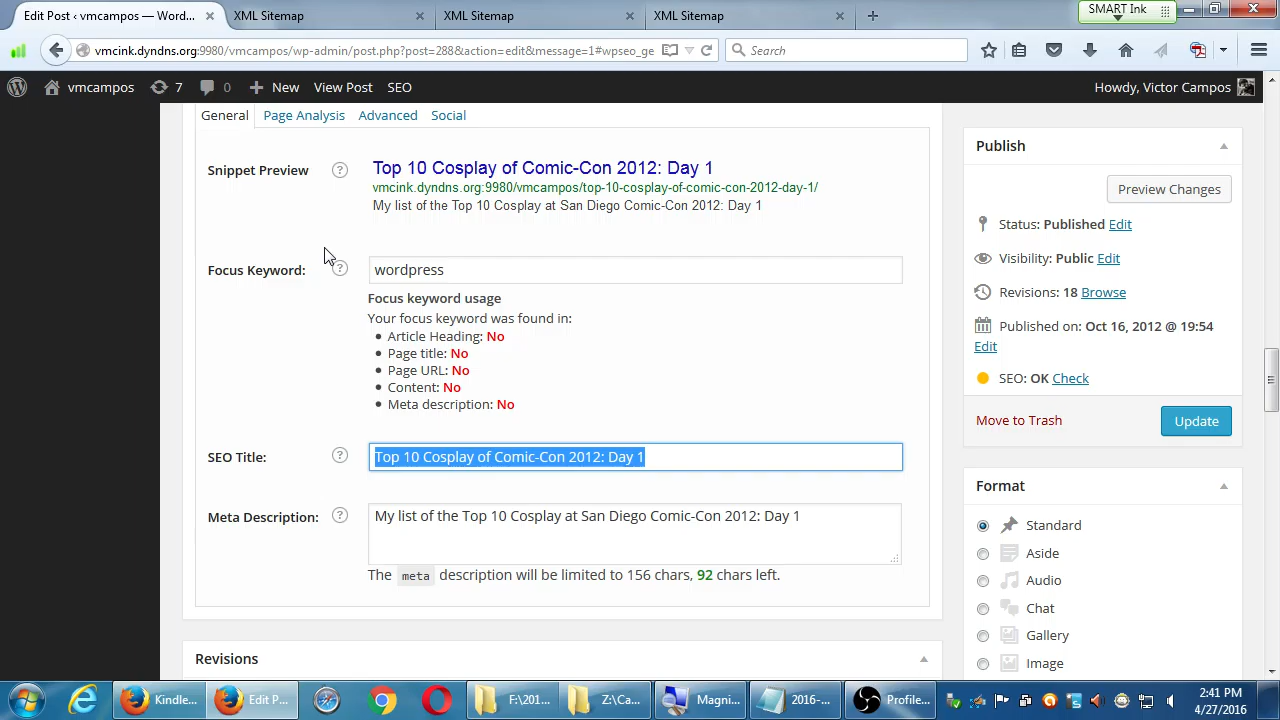 Edit Post ‹ vmcampos — Wor...
XML Sitemap
XML Sitemap
XML Sitemap
SMART Ink
vmcink.dyndns.org:9980/vmcampos/wp-admin/post.php?post=288&action=edit&message=1#wpseo_ge
Search
vmcampos
7
0
New
View Post
SEO
Howdy, Victor Campos
General
Page Analysis
Advanced
Social
Snippet Preview
Top 10 Cosplay of Comic-Con 2012: Day 1
vmcink.dyndns.org:9980/vmcampos/top-10-cosplay-of-comic-con-2012-day-1/
My list of the Top 10 Cosplay at San Diego Comic-Con 2012: Day 1
Focus Keyword:
wordpress
Focus keyword usage
Your focus keyword was found in:
Article Heading: No
Page title: No
Page URL: No
Content: No
Meta description: No
SEO Title:
Top 10 Cosplay of Comic-Con 2012: Day 1
Meta Description:
My list of the Top 10 Cosplay at San Diego Comic-Con 2012: Day 1
The meta description will be limited to 156 chars, 92 chars left.
Revisions
Publish
Preview Changes
Status: Published Edit
Visibility: Public Edit
Revisions: 18 Browse
Published on: Oct 16, 2012 @ 19:54
Edit
SEO: OK Check
Move to Trash
Update
Format
Standard
Aside
Audio
Chat
Gallery
Image
Kindle...
Edit P...
F:\201...
Z:\Ca...
Magni...
2016-...
Profile...
2:41 PM
4/27/2016